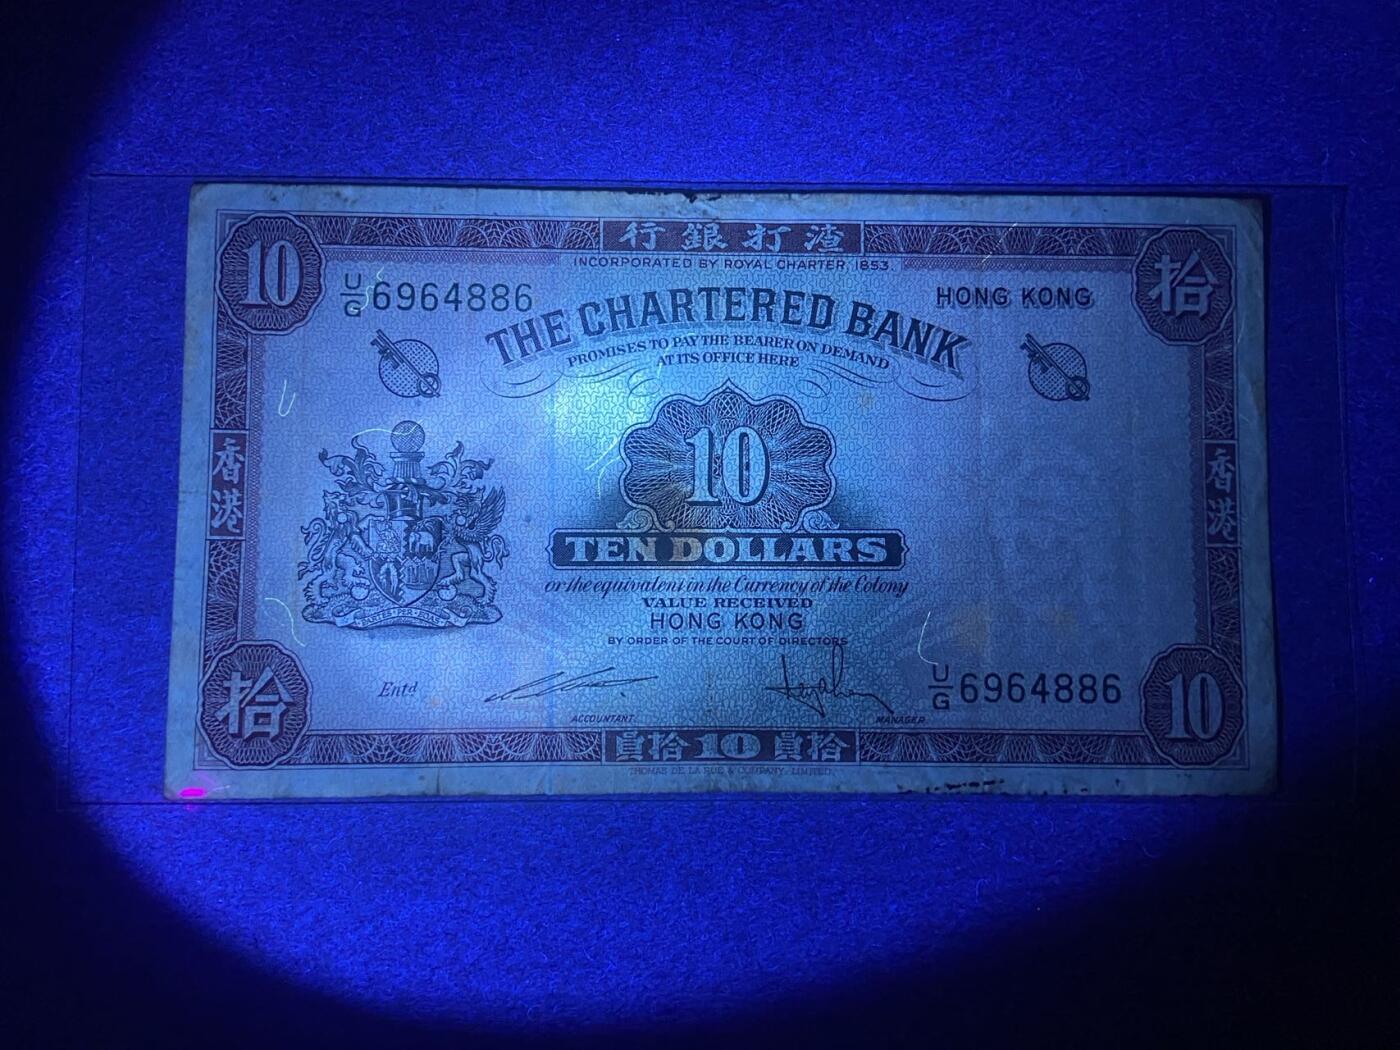 行銀打渣
INCORPORATED BY ROYAL CHARTER, 1853.
10
拾
U/G 6964886
HONG KONG
THE CHARTERED BANK
PROMISES TO PAY THE BEARER ON DEMAND
AT ITS OFFICE HERE
10
香港
香港
TEN DOLLARS
or the equivalent in the Currency of the Colony
VALUE RECEIVED
HONG KONG
BY ORDER OF THE COURT OF DIRECTORS
拾
Entd
U/G 6964886
10
ACCOUNTANT.
MANAGER
員拾 10 員拾
THOMAS DE LA RUE & COMPANY, LIMITED.